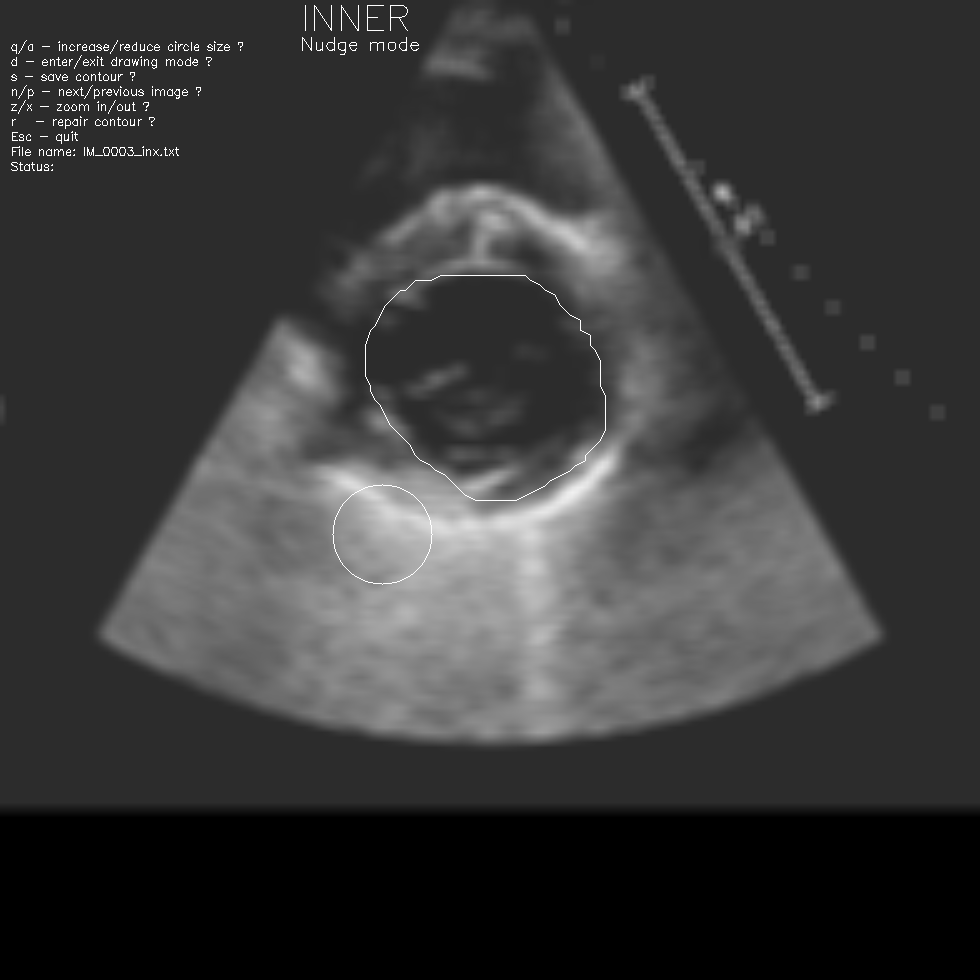 INNER
Nudge mode
q/a - increase/reduce circle size ?
d - enter/exit drawing mode ?
s - save contour ?
n/p - next/previous image ?
z/x - zoom in/out ?
r - repair contour ?
Esc - quit
File name: IM_0003_inx.txt
Status: